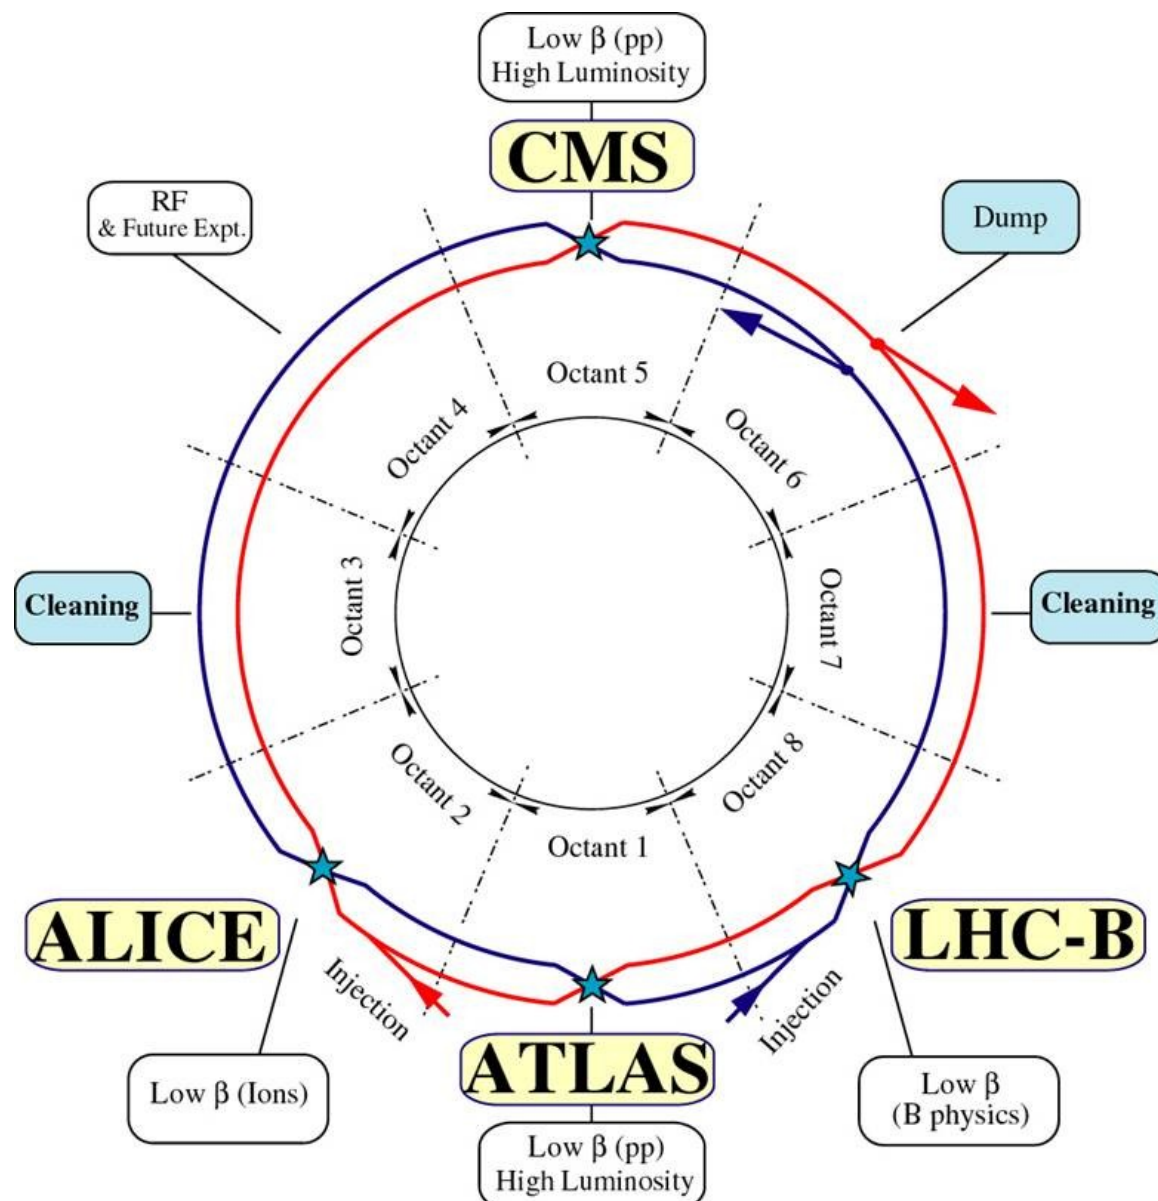 Low β (pp)
High Luminosity
CMS
RF
& Future Expt.
Dump
Octant 5
Octant 4
Octant 6
Cleaning
Octant 3
Octant 7
Cleaning
Octant 2
Octant 8
Octant 1
ALICE
LHC-B
Injection
Injection
ATLAS
Low β (Ions)
Low β
(B physics)
Low β (pp)
High Luminosity